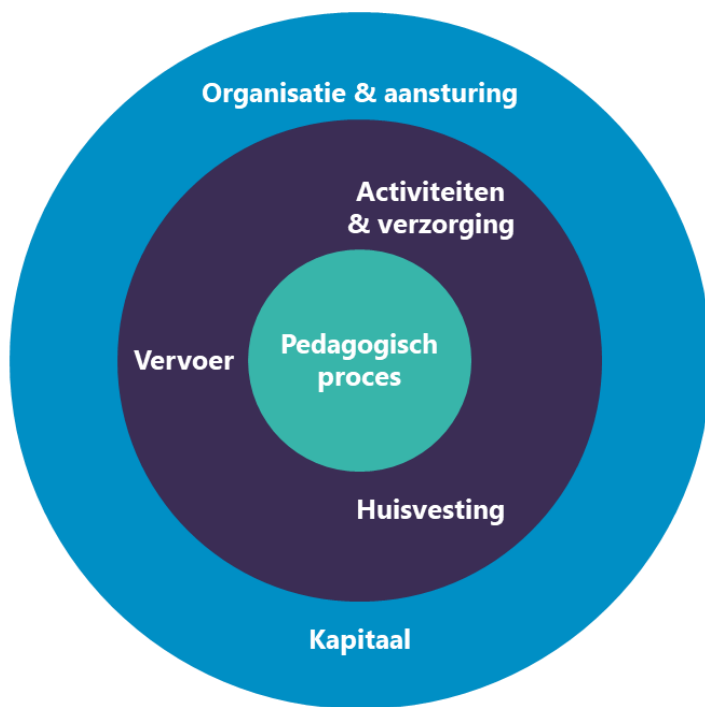 Organisatie & aansturing
Activiteiten
& verzorging
Vervoer
Pedagogisch
proces
Huisvesting
Kapitaal